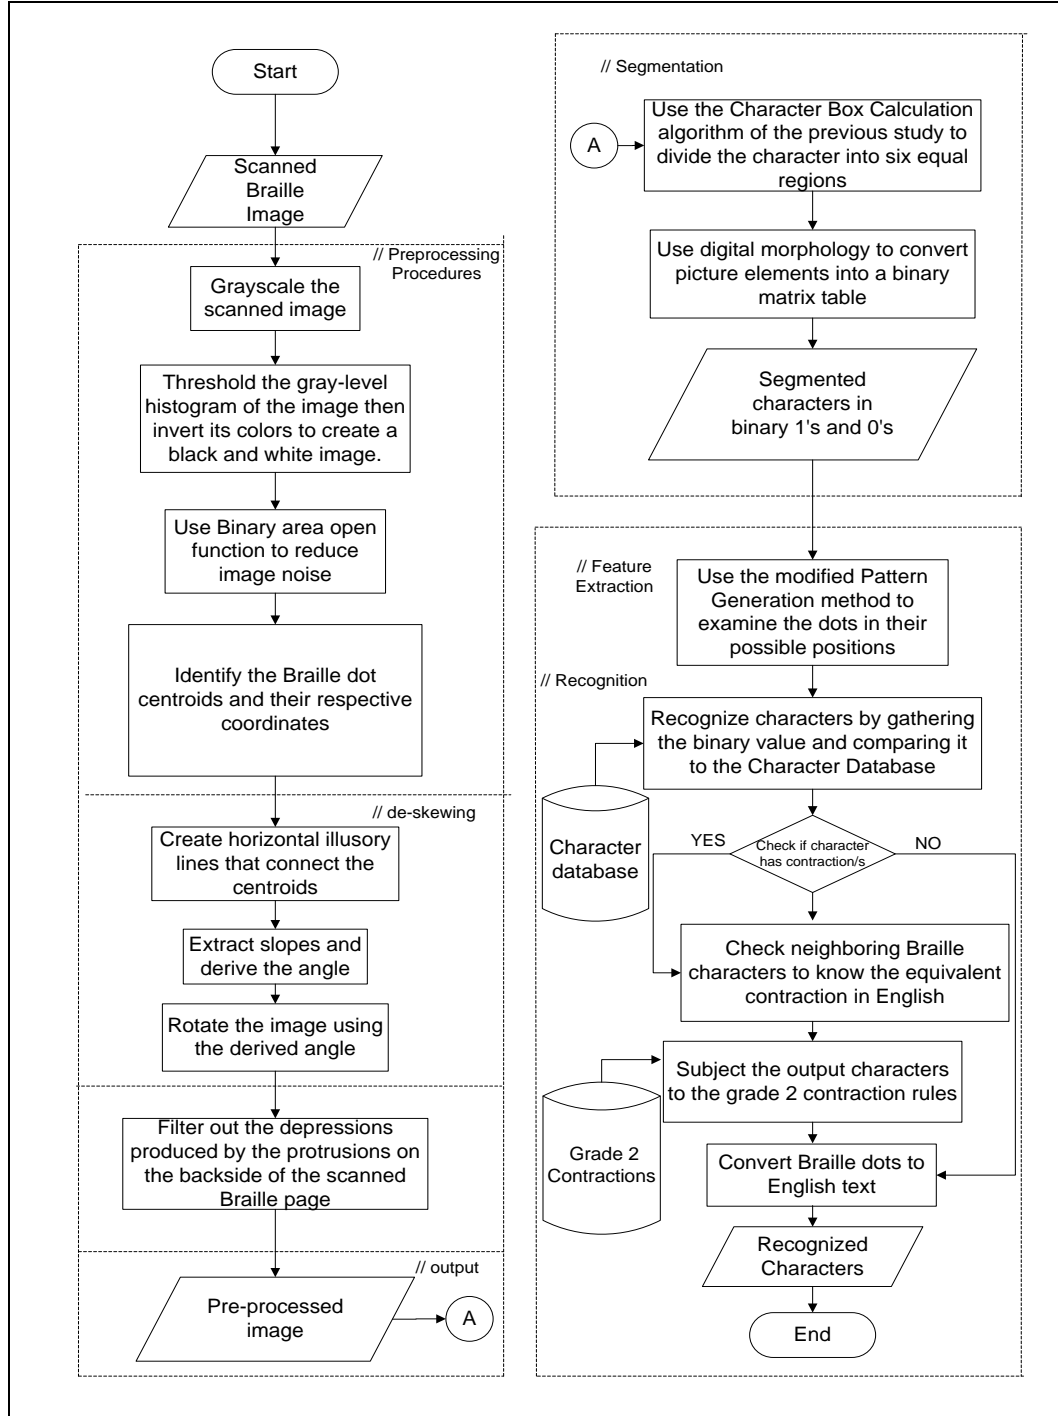 Start
Scanned
Braille
Image
// Preprocessing
Procedures
Grayscale the
scanned image
Threshold the gray-level
histogram of the image then
invert its colors to create a
black and white image.
Use Binary area open
function to reduce
image noise
Identify the Braille dot
centroids and their respective
coordinates
// de-skewing
Create horizontal illusory
lines that connect the
centroids
Extract slopes and
derive the angle
Rotate the image using
the derived angle
Filter out the depressions
produced by the protrusions on
the backside of the scanned
Braille page
// output
Pre-processed
image
A
// Segmentation
A
Use the Character Box Calculation
algorithm of the previous study to
divide the character into six equal
regions
Use digital morphology to convert
picture elements into a binary
matrix table
Segmented
characters in
binary 1's and 0's
// Feature
Extraction
Use the modified Pattern
Generation method to
examine the dots in their
possible positions
// Recognition
Recognize characters by gathering
the binary value and comparing it
to the Character Database
Character
database
YES
Check if character
has contraction/s
NO
Check neighboring Braille
characters to know the equivalent
contraction in English
Subject the output characters
to the grade 2 contraction rules
Grade 2
Contractions
Convert Braille dots to
English text
Recognized
Characters
End